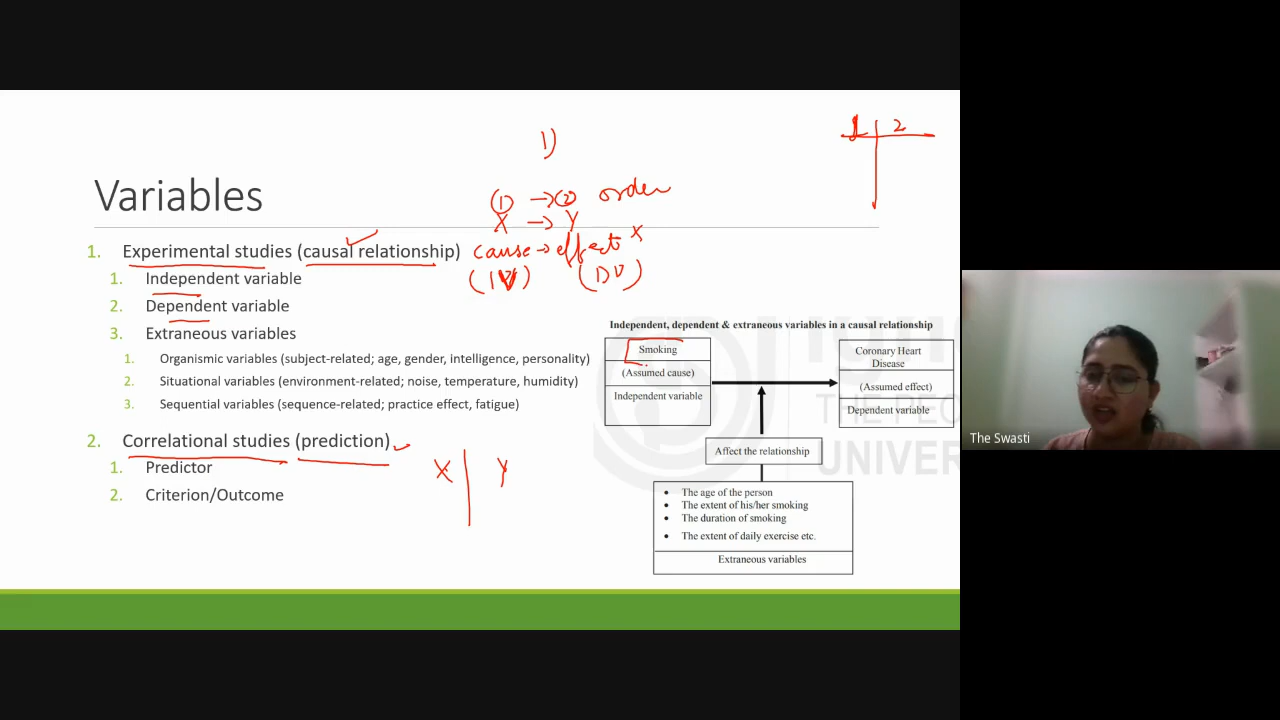 1)
1 2
(1) → (2) order
Variables
X → Y
1. Experimental studies (causal relationship)
cause → effect x
(IV) (DV)
1. Independent variable
2. Dependent variable
3. Extraneous variables
1. Organismic variables (subject-related; age, gender, intelligence, personality)
2. Situational variables (environment-related; noise, temperature, humidity)
3. Sequential variables (sequence-related; practice effect, fatigue)
2. Correlational studies (prediction)
1. Predictor
2. Criterion/Outcome
X Y
Independent, dependent & extraneous variables in a causal relationship
Smoking
(Assumed cause)
Independent variable
Coronary Heart
Disease
(Assumed effect)
Dependent variable
Affect the relationship
• The age of the person
• The extent of his/her smoking
• The duration of smoking
• The extent of daily exercise etc.
Extraneous variables
THE PEO
UNIVER
The Swasti